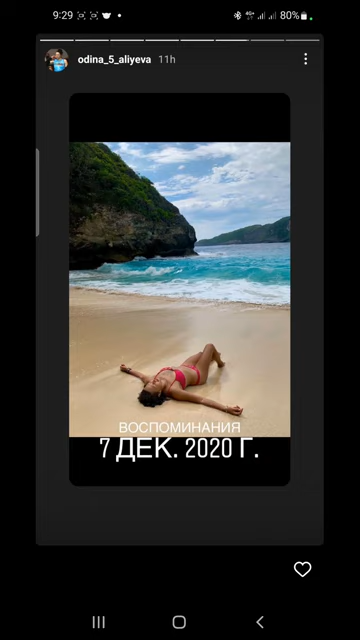 9:29
80%
odina_5_aliyeva 11h
ВОСПОМИНАНИЯ
7 ДЕК. 2020 Г.